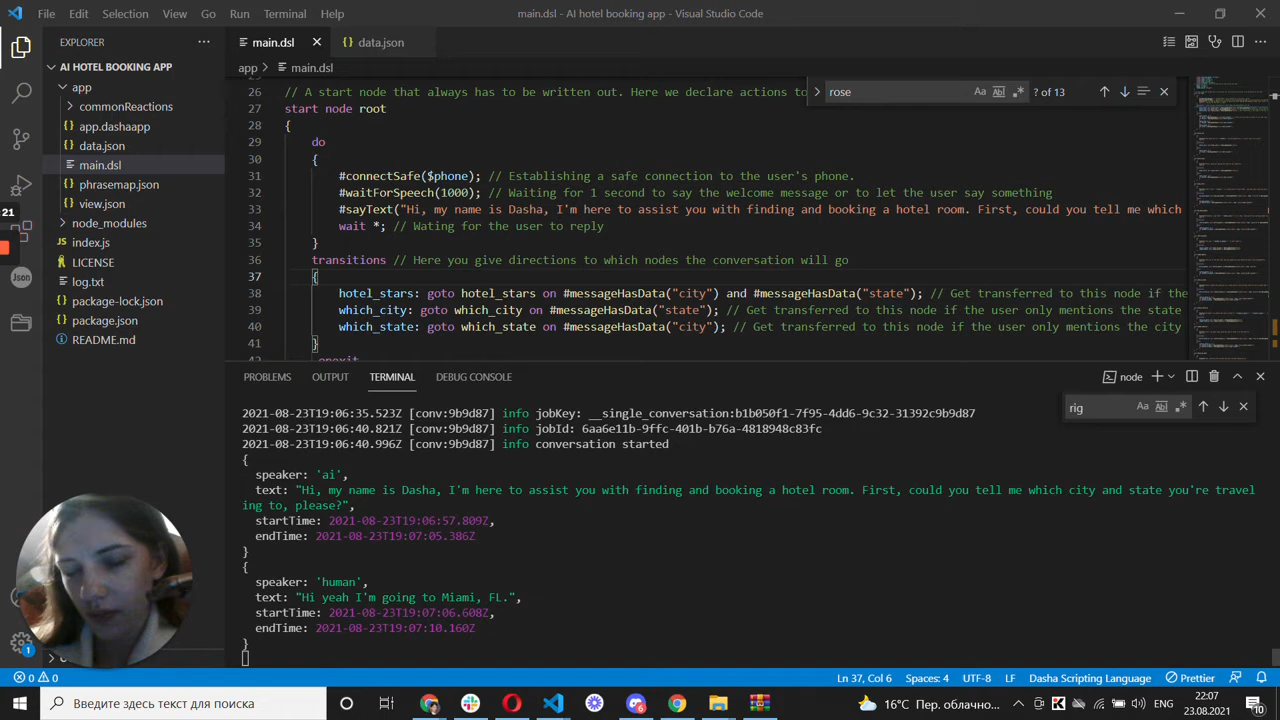 File Edit Selection View Go Run Terminal Help
main.dsl - AI hotel booking app - Visual Studio Code
EXPLORER
AI HOTEL BOOKING APP
app
commonReactions
app.dashaapp
data.json
main.dsl
phrasemap.json
view.json
node_modules
index.js
LICENSE
log.txt
package-lock.json
package.json
README.md
21
Json
1
main.dsl
data.json
app > main.dsl
rose
Aa Abl .* ? of 13
26 // A start node that always has to be written out. Here we declare actions to
27 start node root
28 {
29 do
30 {
31 #connectSafe($phone); // Establishing a safe connection to the user's phone.
32 #waitForSpeech(1000); // Waiting for 1 second to say the welcome message or to let the user say something
33 #sayText("Hi, my name is Dasha, I'm here to assist you with finding and booking a hotel room. First, could you tell me which
34 wait *; // Wating for the user to reply
35 }
36 transitions // Here you give directions to which nodes the conversation will go
37 {
38 hotel_stars: goto hotel_stars on #messageHasData("city") and #messageHasData("state"); // Get transferred to this node if the
39 which_city: goto which_city on #messageHasData("state"); // Get transferred to this node if the user only mentions the state
40 which_state: goto which_state on #messageHasData("city"); // Get transferred to this node if the user only mentions the city
41 }
42 onexit
PROBLEMS OUTPUT TERMINAL DEBUG CONSOLE
node
rig
Aa Abl .*
2021-08-23T19:06:35.523Z [conv:9b9d87] info jobKey: __single_conversation:b1b050f1-7f95-4dd6-9c32-31392c9b9d87
2021-08-23T19:06:40.821Z [conv:9b9d87] info jobId: 6aa6e11b-9ffc-401b-b76a-4818948c83fc
2021-08-23T19:06:40.996Z [conv:9b9d87] info conversation started
{
speaker: 'ai',
text: "Hi, my name is Dasha, I'm here to assist you with finding and booking a hotel room. First, could you tell me which city and state you're travel
ing to, please?",
startTime: 2021-08-23T19:06:57.809Z,
endTime: 2021-08-23T19:07:05.386Z
}
{
speaker: 'human',
text: "Hi yeah I'm going to Miami, FL.",
startTime: 2021-08-23T19:07:06.608Z,
endTime: 2021-08-23T19:07:10.160Z
}
0 0
Ln 37, Col 6 Spaces: 4 UTF-8 LF Dasha Scripting Language Prettier
Введите здесь текст для поиска
16°C Пер. облачно...
ENG
22:07
23.08.2021
10